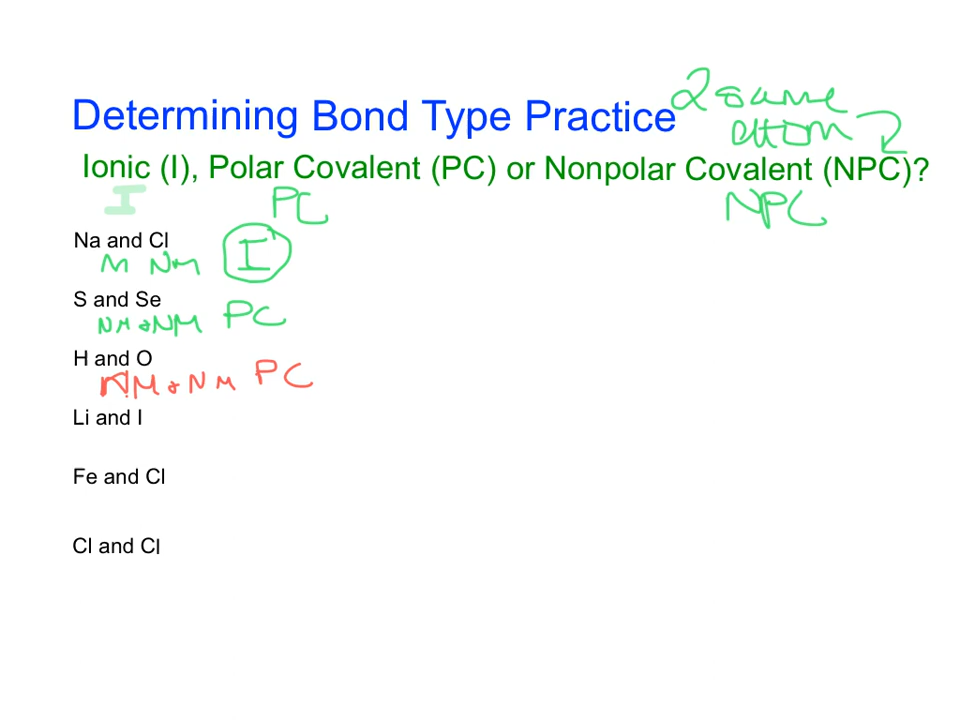 2 same
Determining Bond Type Practice
atom
Ionic (I), Polar Covalent (PC) or Nonpolar Covalent (NPC)?
I PC NPC
Na and Cl I
M NM
S and Se PC
NM & NM
H and O PC
NM & NM
Li and I
Fe and Cl
Cl and Cl